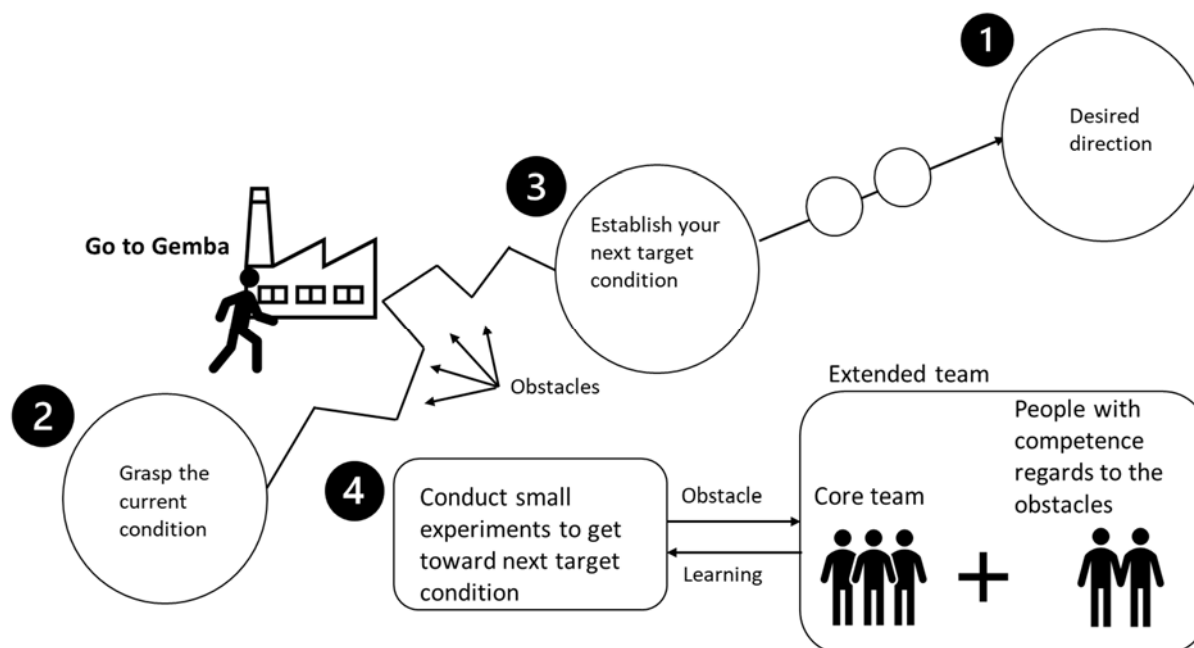 1
Desired
direction
3
Establish your
next target
condition
Go to Gemba
Obstacles
2
Grasp the
current
condition
4
Conduct small
experiments to get
toward next target
condition
Obstacle
Learning
Extended team
People with
competence
regards to the
obstacles
Core team